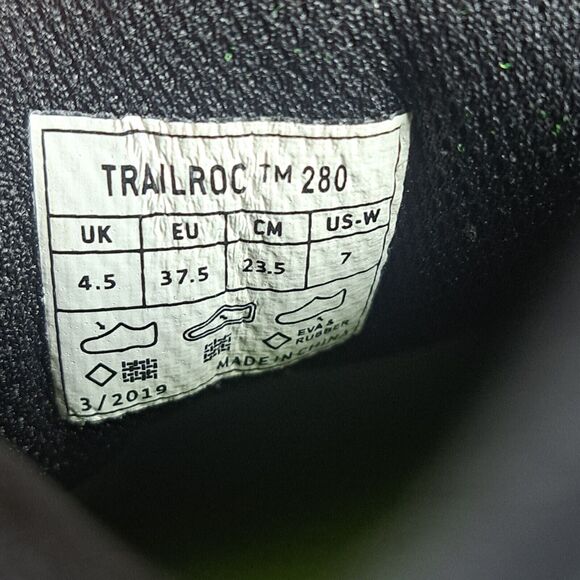 TRAILROC ™ 280
UK EU CM US-W
4.5 37.5 23.5 7
EVA &
RUBBER
MADE IN CHINA
3/2019